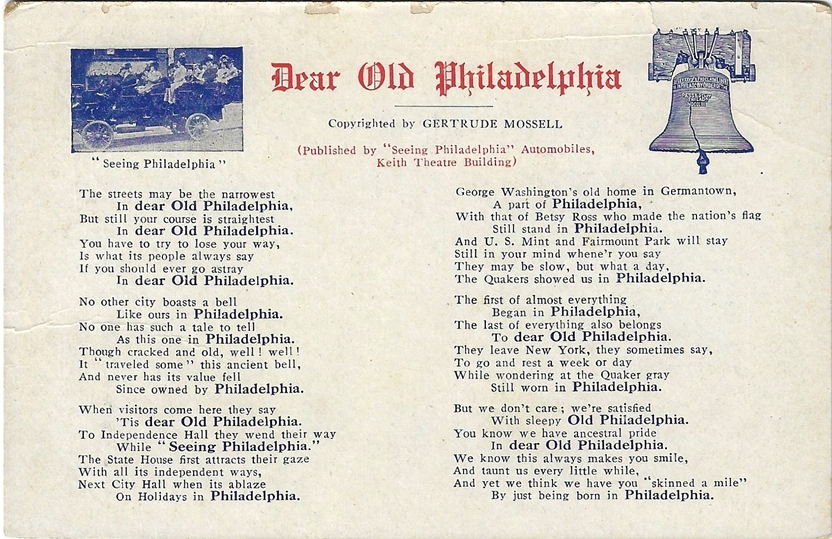 Dear Old Philadelphia
Copyrighted by GERTRUDE MOSSELL
(Published by "Seeing Philadelphia" Automobiles,
Keith Theatre Building)
"Seeing Philadelphia"
The streets may be the narrowest
In dear Old Philadelphia,
But still your course is straightest
In dear Old Philadelphia.
You have to try to lose your way,
Is what its people always say
If you should ever go astray
In dear Old Philadelphia.
No other city boasts a bell
Like ours in Philadelphia.
No one has such a tale to tell
As this one in Philadelphia.
Though cracked and old, well! well!
It "traveled some" this ancient bell,
And never has its value fell
Since owned by Philadelphia.
When visitors come here they say
'Tis dear Old Philadelphia.
To Independence Hall they wend their way
While "Seeing Philadelphia."
The State House first attracts their gaze
With all its independent ways,
Next City Hall when its ablaze
On Holidays in Philadelphia.
George Washington's old home in Germantown,
A part of Philadelphia,
With that of Betsy Ross who made the nation's flag
Still stand in Philadelphia.
And U. S. Mint and Fairmount Park will stay
Still in your mind whene'r you say
They may be slow, but what a day,
The Quakers showed us in Philadelphia.
The first of almost everything
Began in Philadelphia,
The last of everything also belongs
To dear Old Philadelphia.
They leave New York, they sometimes say,
To go and rest a week or day
While wondering at the Quaker gray
Still worn in Philadelphia.
But we don't care; we're satisfied
With sleepy Old Philadelphia.
You know we have ancestral pride
In dear Old Philadelphia.
We know this always makes you smile,
And taunt us every little while,
And yet we think we have you "skinned a mile"
By just being born in Philadelphia.